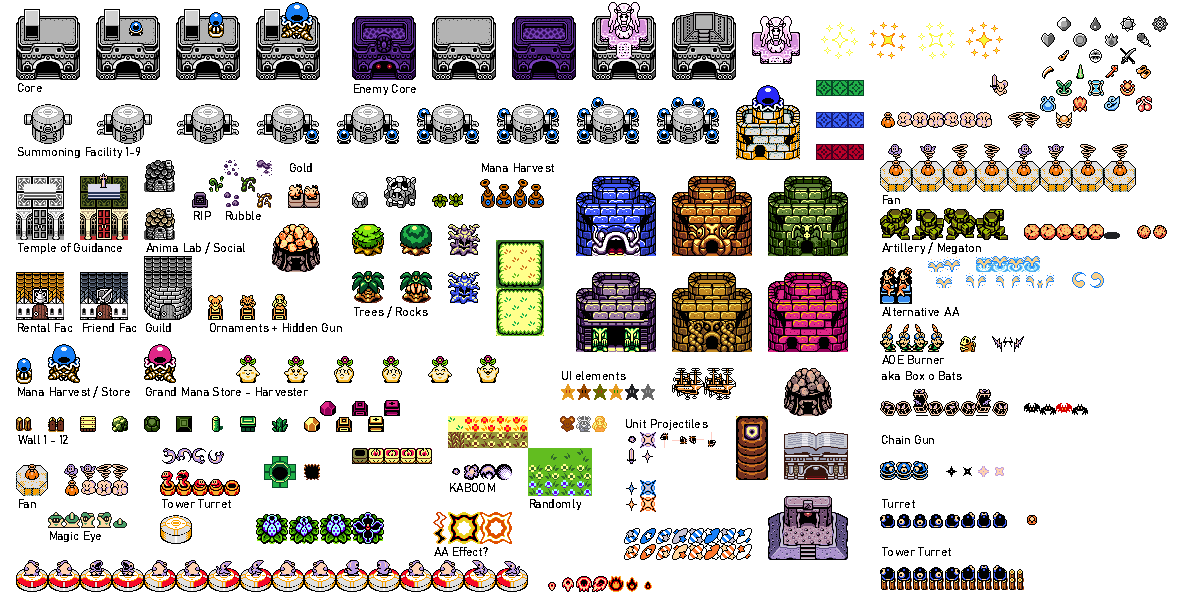 Core
Enemy Core
Summoning Facility 1-9
Gold
Mana Harvest
RIP
Rubble
Fan
Temple of Guidance
Anima Lab / Social
Artillery / Megaton
Trees / Rocks
Alternative AA
Rental Fac
Friend Fac
Guild
Ornaments + Hidden Gun
AOE Burner
aka Box o Bats
UI elements
Mana Harvest / Store
Grand Mana Store - Harvester
Unit Projectiles
Wall 1 - 12
Chain Gun
KABOOM
Fan
Tower Turret
Randomly
Turret
Magic Eye
AA Effect?
Tower Turret